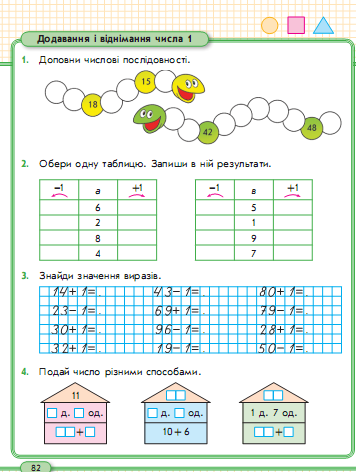 Додавання і віднімання числа 1
1. Доповни числові послідовності.
15
18
42
48
2. Обери одну таблицю. Запиши в ній результати.
−1 а +1 −1 в +1
6 5
2 1
8 9
4 7
3. Знайди значення виразів.
14+1= . 43−1= . 80+1= .
23−1= . 69+1= . 79−1= .
30+1= . 96−1= . 28+1= .
32+1= . 19−1= . 50−1= .
4. Подай число різними способами.
11
□ д. □ од. □ д. □ од. 1 д. 7 од.
□□+□ 10+6 □□+□
82